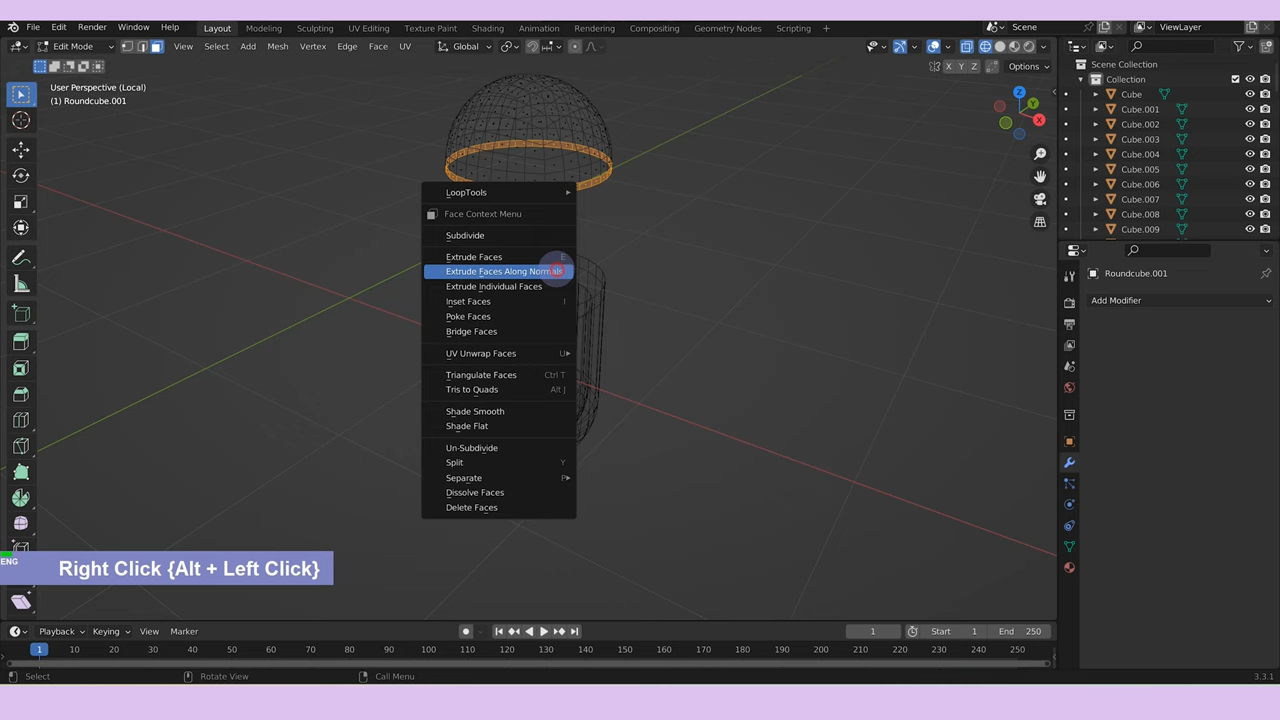 File Edit Render Window Help Layout Modeling Sculpting UV Editing Texture Paint Shading Animation Rendering Compositing Geometry Nodes Scripting Scene ViewLayer
Edit Mode View Select Add Mesh Vertex Edge Face UV Global
X Y Z Options
User Perspective (Local)
(1) Roundcube.001
Scene Collection
Collection
Cube
Cube.001
Cube.002
Cube.003
Cube.004
Cube.005
Cube.006
Cube.007
Cube.008
Cube.009
Z
Y
X
Roundcube.001
Add Modifier
LoopTools
Face Context Menu
Subdivide
Extrude Faces E
Extrude Faces Along Normals
Extrude Individual Faces
Inset Faces I
Poke Faces
Bridge Faces
UV Unwrap Faces U
Triangulate Faces Ctrl T
Tris to Quads Alt J
Shade Smooth
Shade Flat
Un-Subdivide
Split Y
Separate P
Dissolve Faces
Delete Faces
ENG
Right Click {Alt + Left Click}
Playback Keying View Marker 1 Start 1 End 250
1 10 20 30 40 50 60 70 80 90 100 110 120 130 140 150 160 170 180 190 200 210 220 230 240 250
Select Rotate View Call Menu 3.3.1